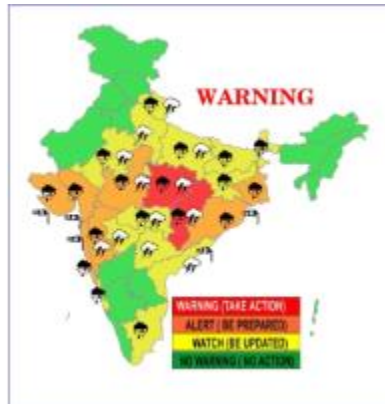 WARNING
WARNING (TAKE ACTION)
ALERT ( BE PREPARED)
WATCH (BE UPDATED)
NO WARNING ( NO ACTION)